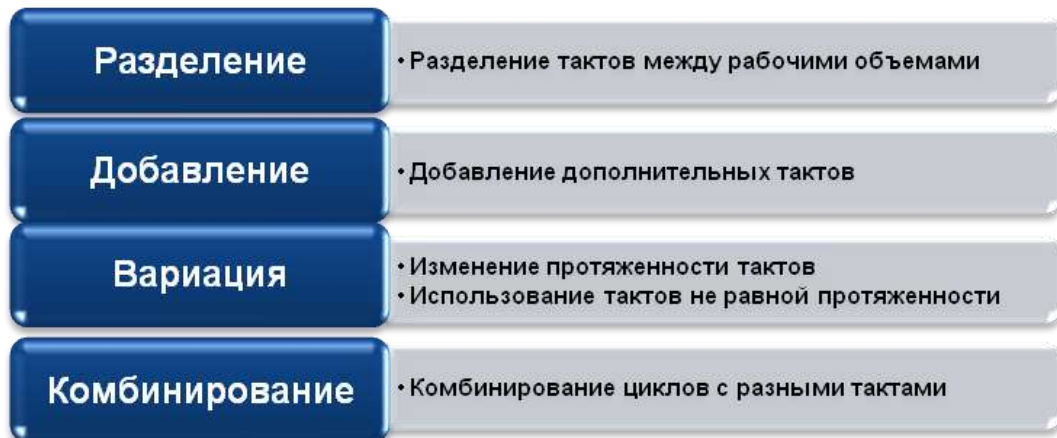 Разделение
• Разделение тактов между рабочими объемами
Добавление
• Добавление дополнительных тактов
Вариация
• Изменение протяженности тактов
• Использование тактов не равной протяженности
Комбинирование
• Комбинирование циклов с разными тактами